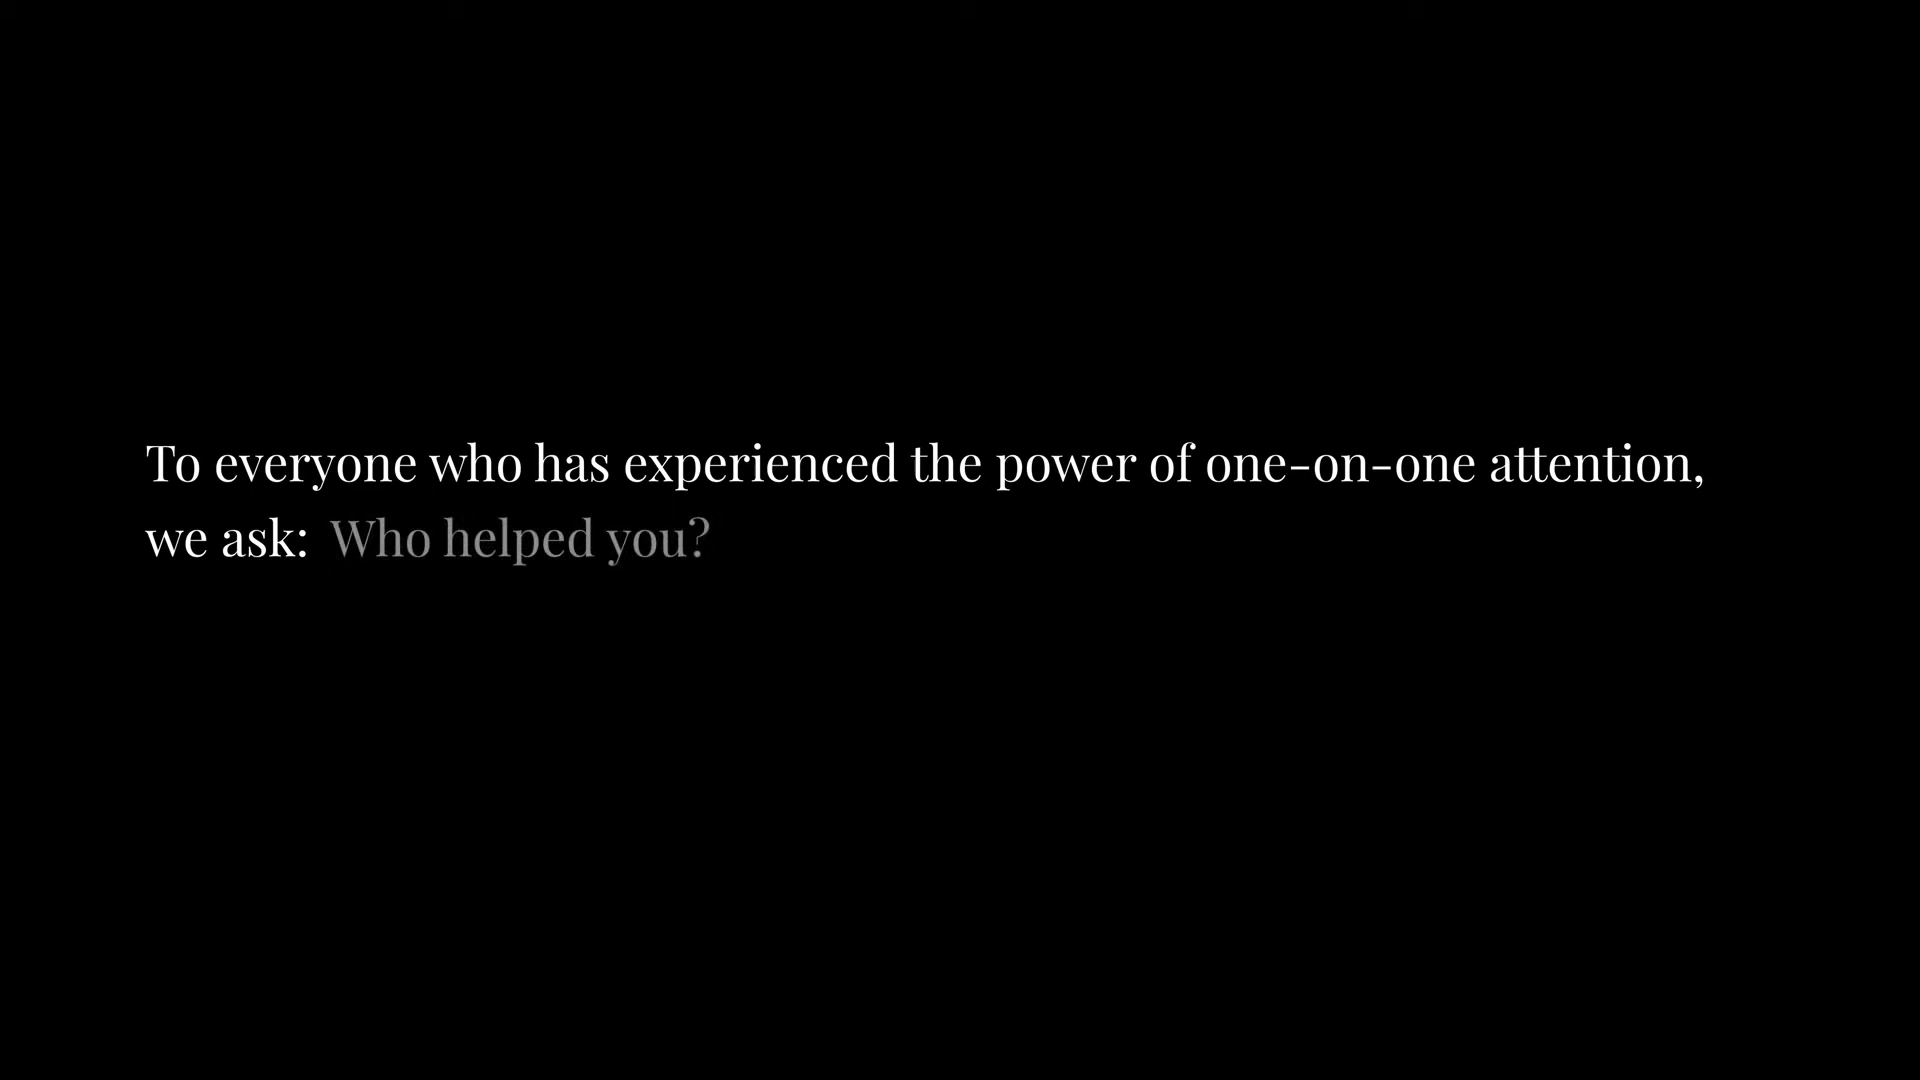 To everyone who has experienced the power of one-on-one attention,
we ask: Who helped you?